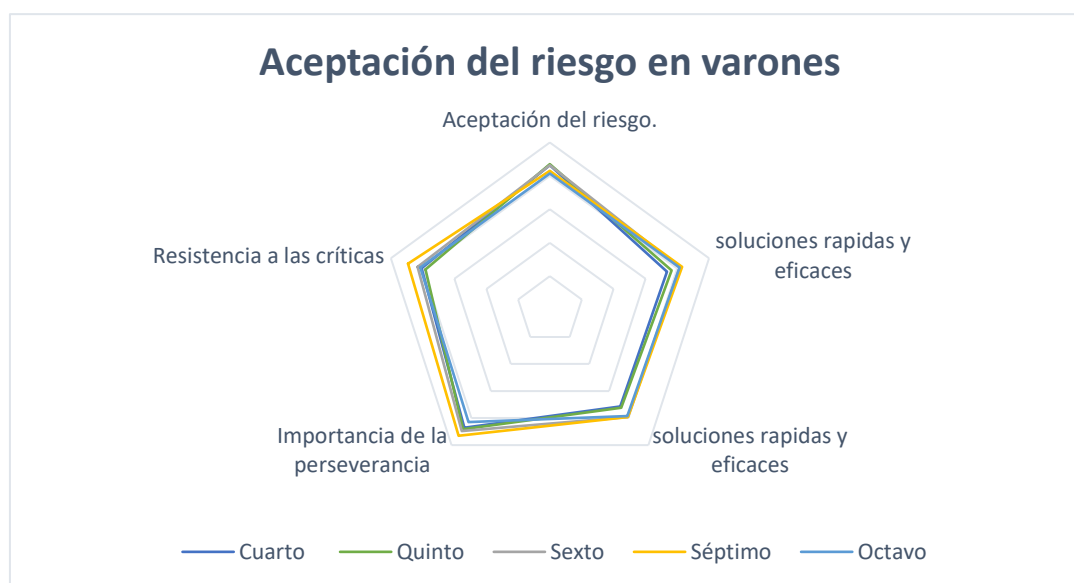 Aceptación del riesgo en varones
Aceptación del riesgo.
soluciones rapidas y
eficaces
soluciones rapidas y
eficaces
Importancia de la
perseverancia
Resistencia a las críticas
Cuarto Quinto Sexto Séptimo Octavo